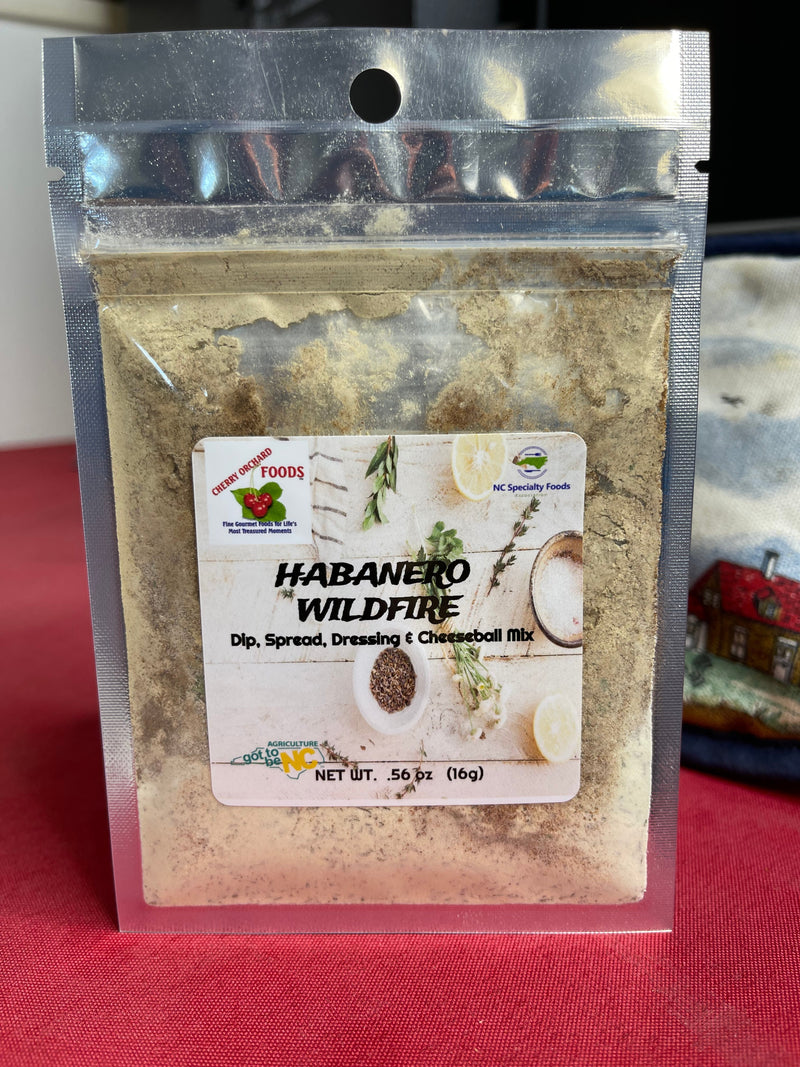 CHERRY ORCHARD
FOODS
Fine Gourmet Foods for Life's
Most Treasured Moments
NC Specialty Foods
HABANERO
WILDFIRE
Dip, Spread, Dressing & Cheeseball Mix
AGRICULTURE
got to
be NC
NET WT. .56 oz (16g)